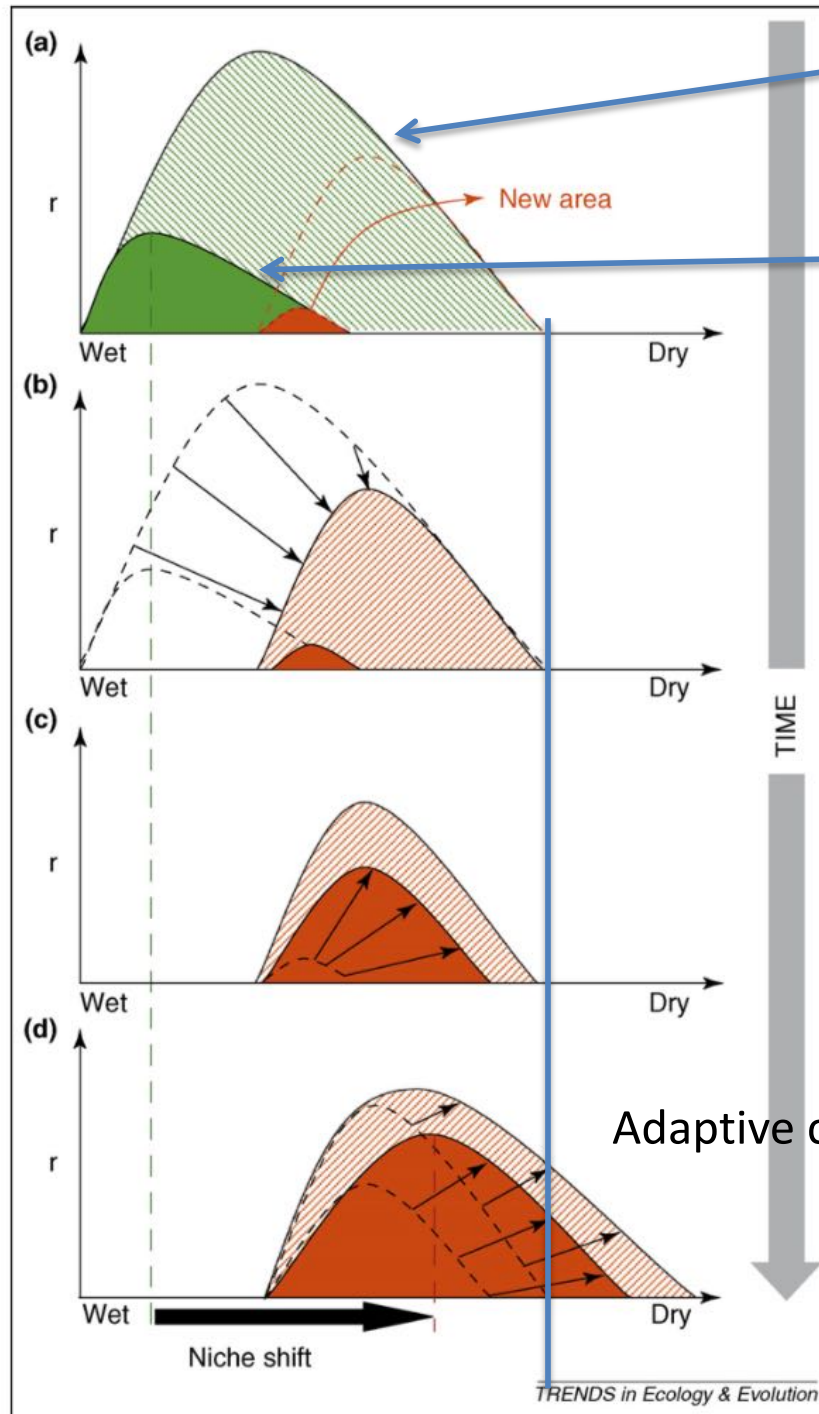 (a)
r
New area
Wet
Dry
(b)
r
Wet
Dry
TIME
(c)
r
Wet
Dry
(d)
r
Adaptive
Wet
Dry
Niche shift
TRENDS in Ecology & Evolution